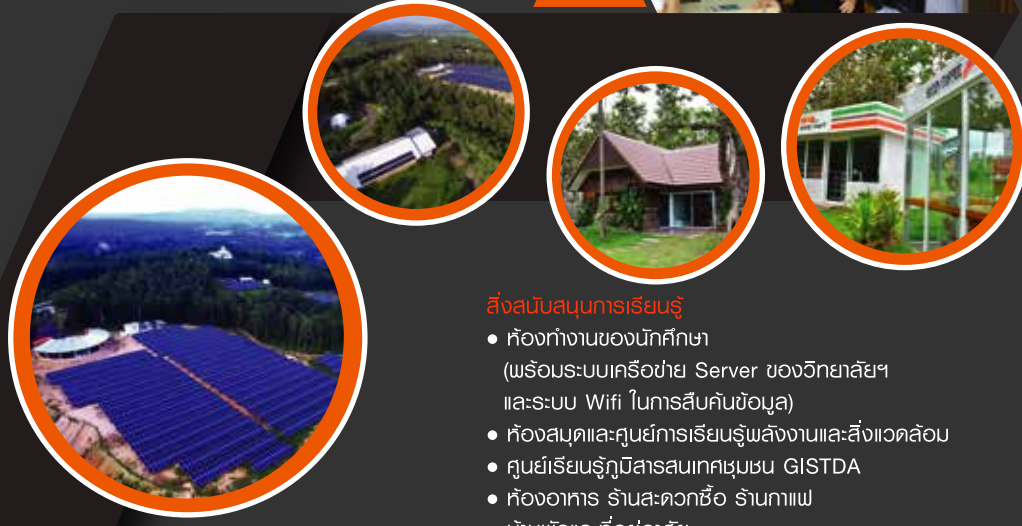 สิ่งสนับสนุนการเรียนรู้
● ห้องทำงานของนักศึกษา
(พร้อมระบบเครือข่าย Server ของวิทยาลัยฯ
และระบบ Wifi ในการสืบค้นข้อมูล)
● ห้องสมุดและศูนย์การเรียนรู้พลังงานและสิ่งแวดล้อม
● ศูนย์เรียนรู้ภูมิสารสนเทศชุมชน GISTDA
● ห้องอาหาร ร้านสะดวกซื้อ ร้านกาแฟ